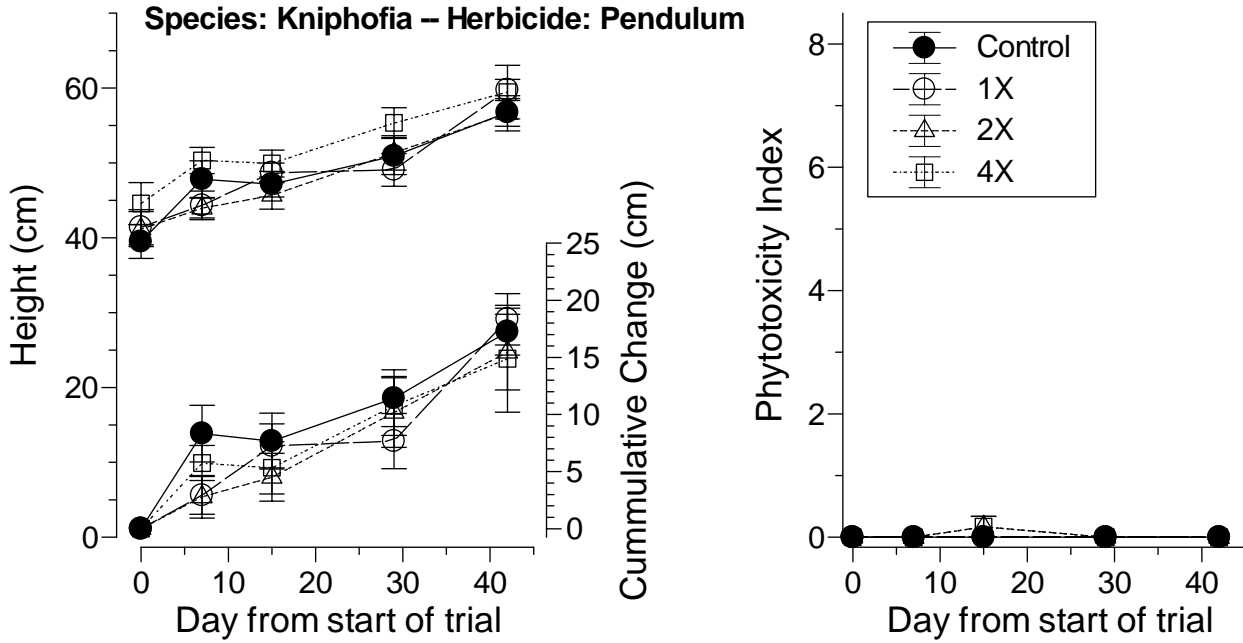 Species: Kniphofia -- Herbicide: Pendulum
Height (cm)
60
40
20
0
Cummulative Change (cm)
25
20
15
10
5
0
0 10 20 30 40
Day from start of trial
Phytotoxicity Index
8
6
4
2
0
Control
1X
2X
4X
0 10 20 30 40
Day from start of trial